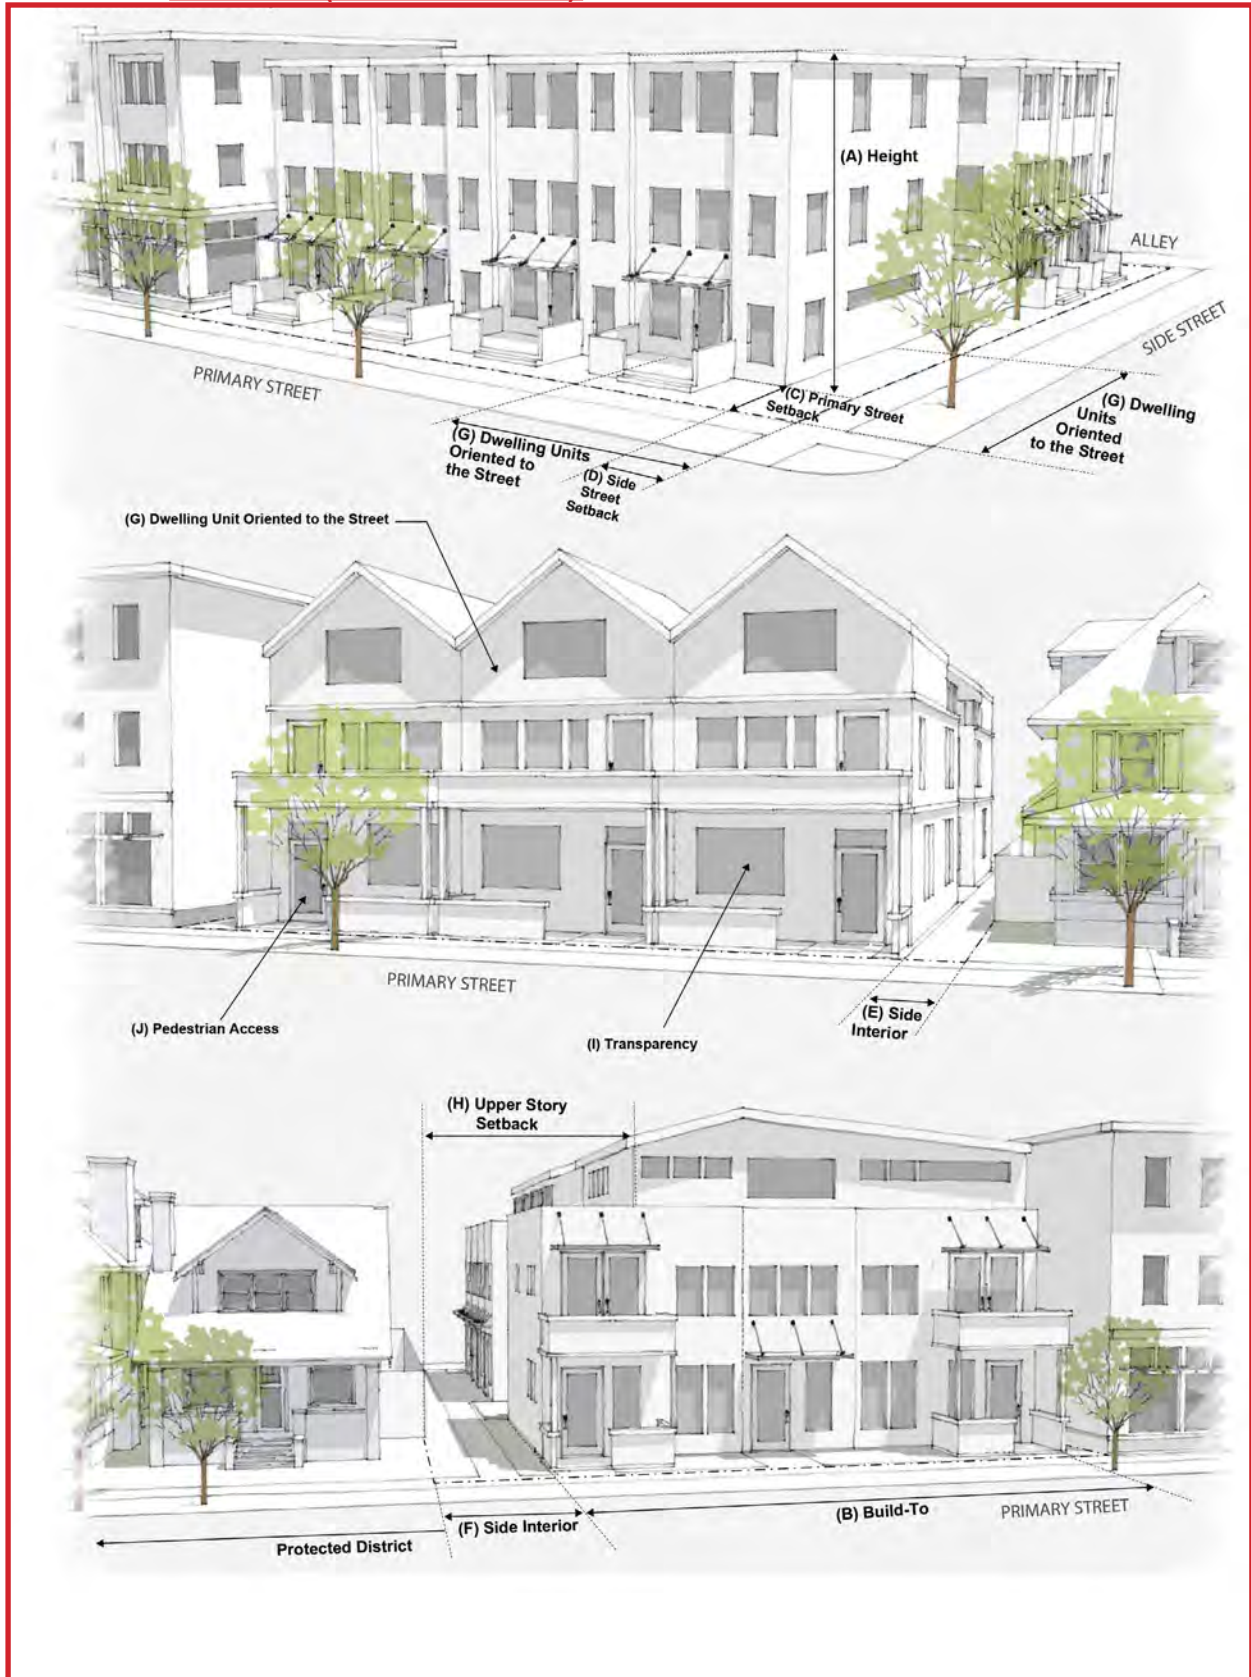 (A) Height
ALLEY
SIDE STREET
PRIMARY STREET
(C) Primary Street
Setback
(G) Dwelling
Units
Oriented
to the Street
(G) Dwelling Units
Oriented to
the Street
(D) Side
Street
Setback
(G) Dwelling Unit Oriented to the Street
PRIMARY STREET
(J) Pedestrian Access
(I) Transparency
(E) Side
Interior
(H) Upper Story
Setback
(B) Build-To
PRIMARY STREET
(F) Side Interior
Protected District